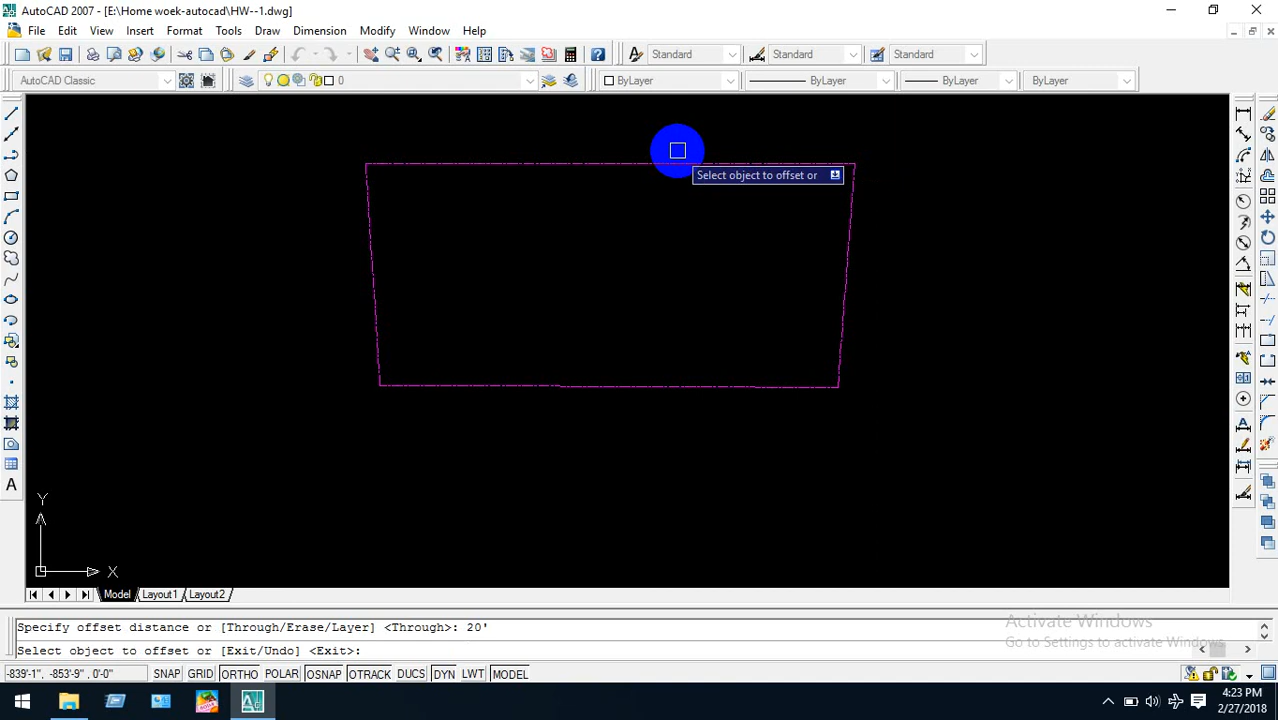 AutoCAD 2007 - [E:\Home woek-autocad\HW--1.dwg]
File Edit View Insert Format Tools Draw Dimension Modify Window Help
Standard Standard Standard
AutoCAD Classic 0 ByLayer ByLayer ByLayer ByLayer
Select object to offset or
A
Y
X
Model Layout1 Layout2
Specify offset distance or [Through/Erase/Layer] <Through>: 20'
Activate Windows
Select object to offset or [Exit/Undo] <Exit>:
Go to Settings to activate Windows.
-839'-1", -853'-9", 0'-0" SNAP GRID ORTHO POLAR OSNAP OTRACK DUCS DYN LWT MODEL
4:23 PM
2/27/2018